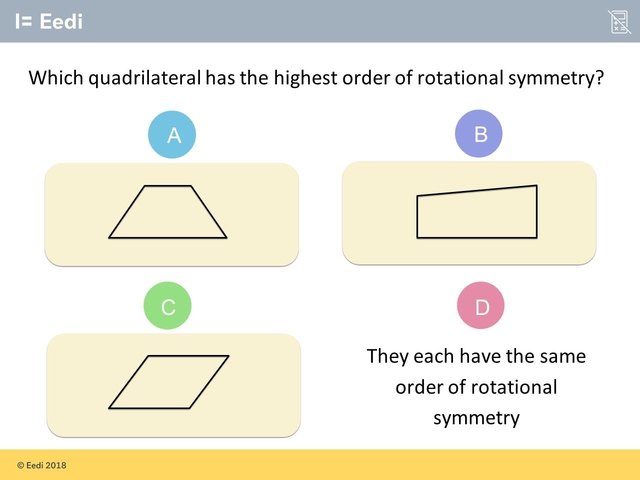 I= Eedi
Which quadrilateral has the highest order of rotational symmetry?
A
B
C
D
They each have the same
order of rotational
symmetry
© Eedi 2018